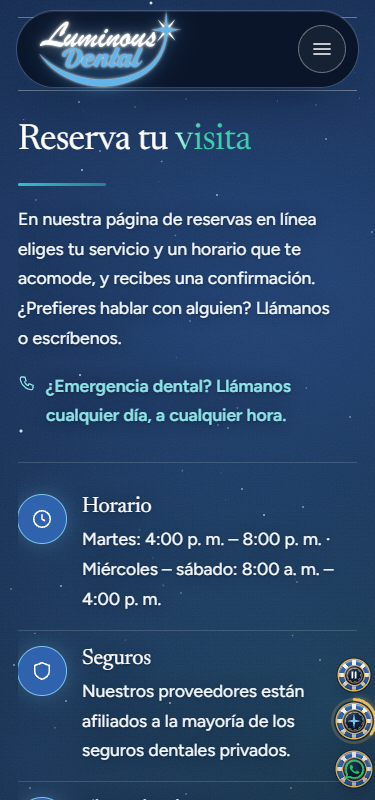 Luminous
Dental
Reserva tu visita
En nuestra página de reservas en línea
eliges tu servicio y un horario que te
acomode, y recibes una confirmación.
¿Prefieres hablar con alguien? Llámanos
o escríbenos.
¿Emergencia dental? Llámanos
cualquier día, a cualquier hora.
Horario
Martes: 4:00 p. m. – 8:00 p. m. ·
Miércoles – sábado: 8:00 a. m. –
4:00 p. m.
Seguros
Nuestros proveedores están
afiliados a la mayoría de los
seguros dentales privados.